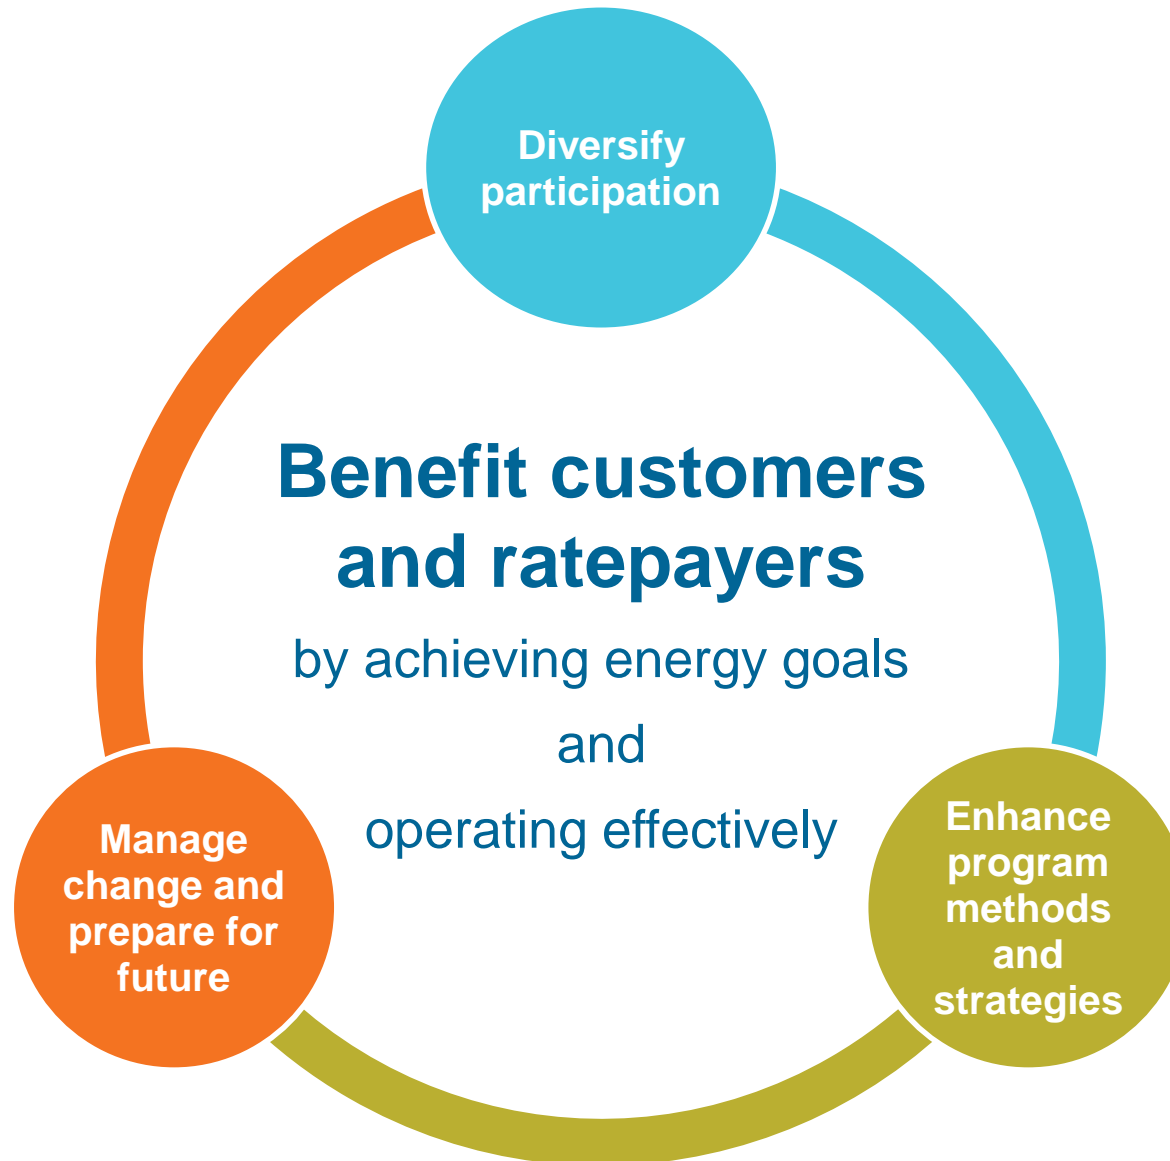 Diversify
participation
Benefit customers
and ratepayers
by achieving energy goals
and
operating effectively
Enhance
program
methods
and
strategies
Manage
change and
prepare for
future